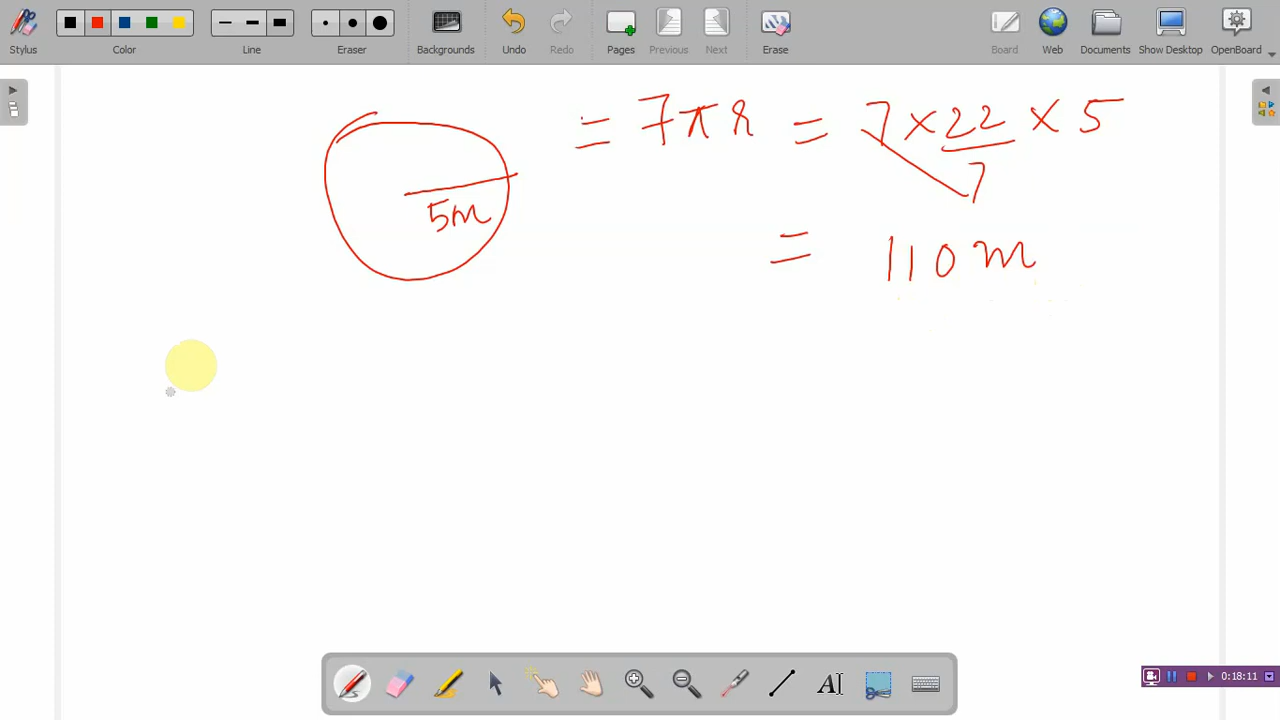 Stylus
Color
Line
Eraser
Backgrounds
Undo
Redo
Pages
Previous
Next
Erase
Board
Web
Documents
Show Desktop
OpenBoard
= 7πr = 7 × 22/7 × 5
5m
= 110 m
0:18:11